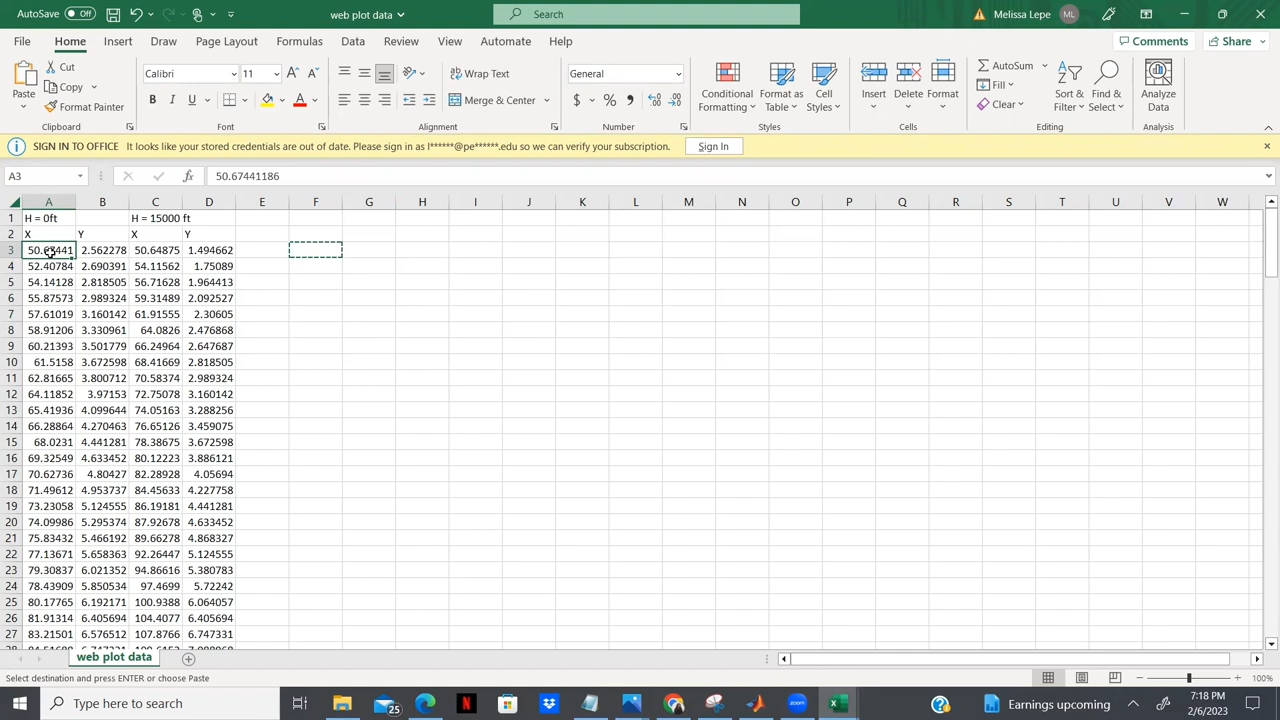 AutoSave Off web plot data Search Melissa Lepe ML
File Home Insert Draw Page Layout Formulas Data Review View Automate Help Comments Share
Paste Cut Copy Format Painter Clipboard
Calibri 11 B I U A Font
Wrap Text Merge & Center Alignment
General $ % , Number
Conditional Formatting Format as Table Cell Styles Styles
Insert Delete Format Cells
AutoSum Fill Clear Sort & Filter Find & Select Editing
Analyze Data Analysis
SIGN IN TO OFFICE It looks like your stored credentials are out of date. Please sign in as l******@pe******.edu so we can verify your subscription. Sign In
A3 fx 50.67441186
A B C D E F G H I J K L M N O P Q R S T U V W
1 H = 0ft H = 15000 ft
2 X Y X Y
3 50.67441 2.562278 50.64875 1.494662
4 52.40784 2.690391 54.11562 1.75089
5 54.14128 2.818505 56.71628 1.964413
6 55.87573 2.989324 59.31489 2.092527
7 57.61019 3.160142 61.91555 2.30605
8 58.91206 3.330961 64.0826 2.476868
9 60.21393 3.501779 66.24964 2.647687
10 61.5158 3.672598 68.41669 2.818505
11 62.81665 3.800712 70.58374 2.989324
12 64.11852 3.97153 72.75078 3.160142
13 65.41936 4.099644 74.05163 3.288256
14 66.28864 4.270463 76.65126 3.459075
15 68.0231 4.441281 78.38675 3.672598
16 69.32549 4.633452 80.12223 3.886121
17 70.62736 4.80427 82.28928 4.05694
18 71.49612 4.953737 84.45633 4.227758
19 73.23058 5.124555 86.19181 4.441281
20 74.09986 5.295374 87.92678 4.633452
21 75.83432 5.466192 89.66278 4.868327
22 77.13671 5.658363 92.26447 5.124555
23 79.30837 6.021352 94.86616 5.380783
24 78.43909 5.850534 97.4699 5.72242
25 80.17765 6.192171 100.9388 6.064057
26 81.91314 6.405694 104.4077 6.405694
27 83.21501 6.576512 107.8766 6.747331
28
web plot data
Select destination and press ENTER or choose Paste 100%
Type here to search 25 Earnings upcoming 7:18 PM
2/6/2023